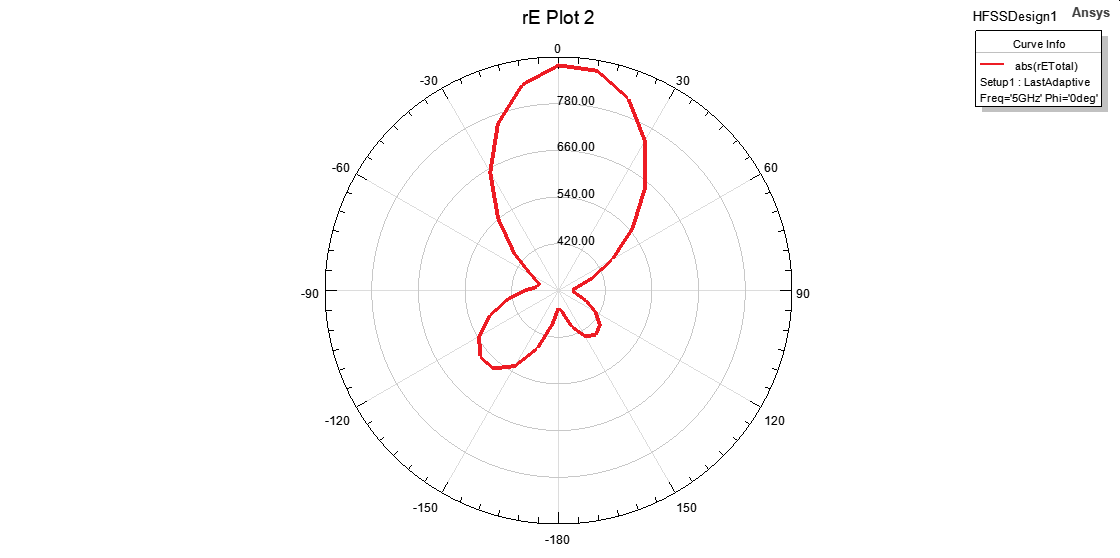 rE Plot 2
HFSSDesign1
Ansys
Curve Info
abs(rETotal)
Setup1 : LastAdaptive
Freq='5GHz' Phi='0deg'
0
-30
30
780.00
660.00
-60
60
540.00
420.00
-90
90
-120
120
-150
150
-180